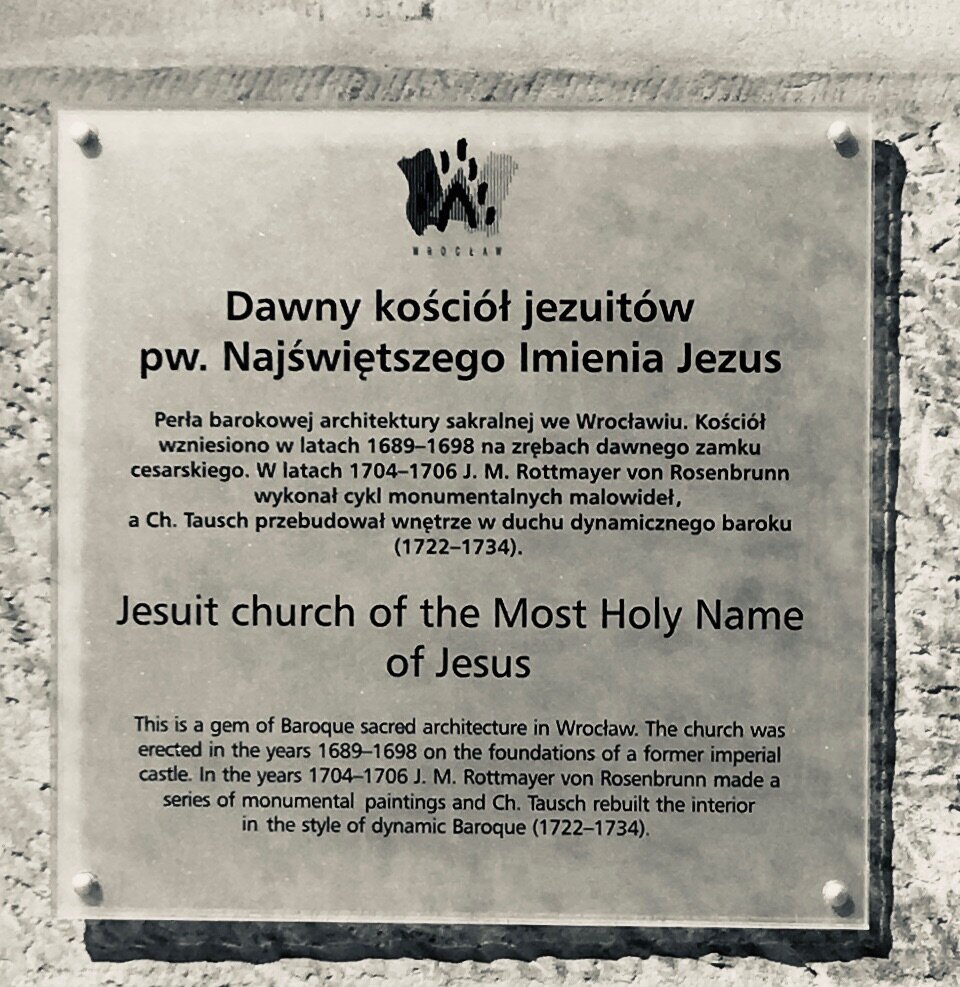 WROCŁAW
Dawny kościół jezuitów
pw. Najświętszego Imienia Jezus
Perła barokowej architektury sakralnej we Wrocławiu. Kościół
wzniesiono w latach 1689–1698 na zrębach dawnego zamku
cesarskiego. W latach 1704–1706 J. M. Rottmayer von Rosenbrunn
wykonał cykl monumentalnych malowideł,
a Ch. Tausch przebudował wnętrze w duchu dynamicznego baroku
(1722–1734).
Jesuit church of the Most Holy Name
of Jesus
This is a gem of Baroque sacred architecture in Wrocław. The church was
erected in the years 1689–1698 on the foundations of a former imperial
castle. In the years 1704–1706 J. M. Rottmayer von Rosenbrunn made a
series of monumental paintings and Ch. Tausch rebuilt the interior
in the style of dynamic Baroque (1722–1734).